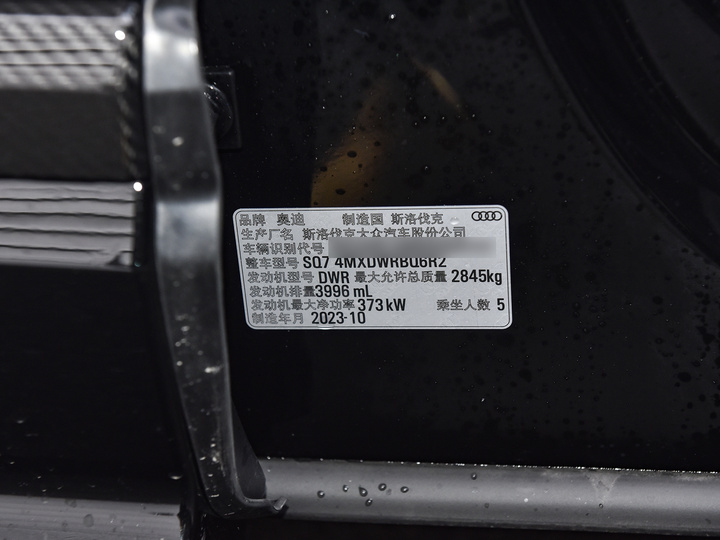 品牌 奥迪 制造国 斯洛伐克
生产厂名 斯洛伐克大众汽车股份公司
车辆识别代号
整车型号 SQ7 4MXDWRBQ6R2
发动机型号 DWR 最大允许总质量 2845kg
发动机排量3996 mL
发动机最大净功率 373 kW 乘坐人数 5
制造年月 2023-10